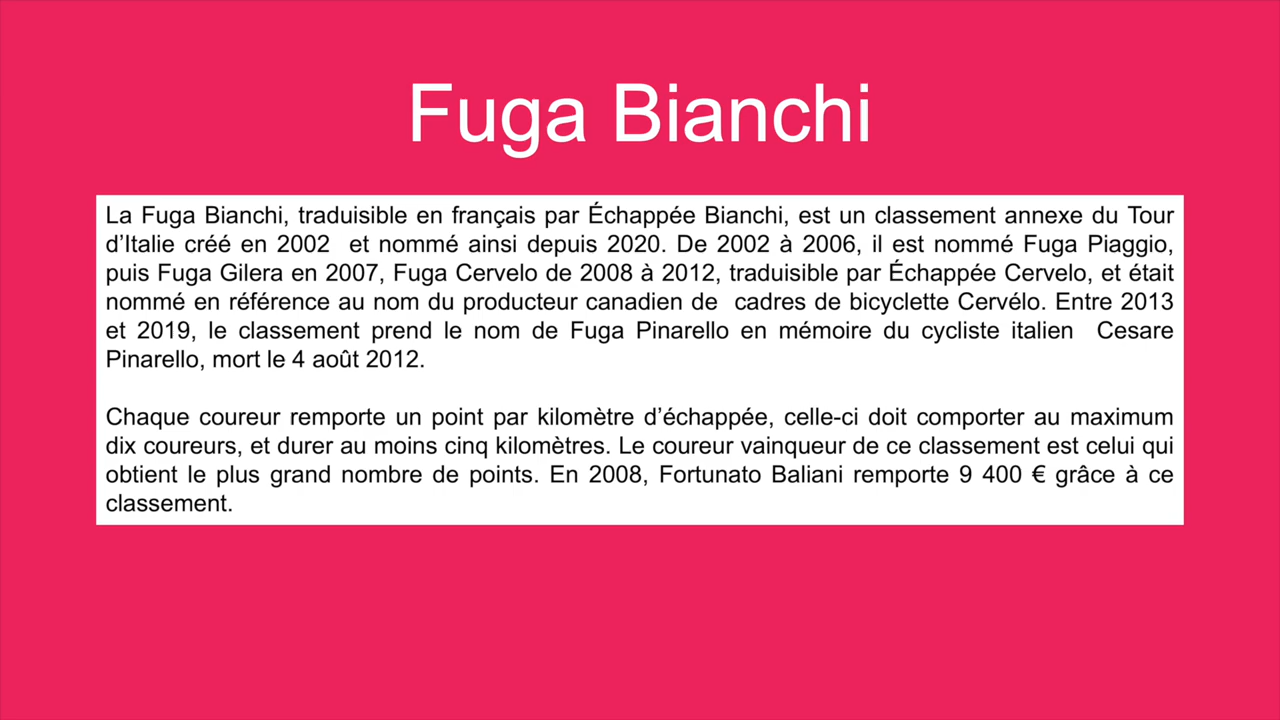 Fuga Bianchi
La Fuga Bianchi, traduisible en français par Échappée Bianchi, est un classement annexe du Tour
d’Italie créé en 2002 et nommé ainsi depuis 2020. De 2002 à 2006, il est nommé Fuga Piaggio,
puis Fuga Gilera en 2007, Fuga Cervelo de 2008 à 2012, traduisible par Échappée Cervelo, et était
nommé en référence au nom du producteur canadien de cadres de bicyclette Cervélo. Entre 2013
et 2019, le classement prend le nom de Fuga Pinarello en mémoire du cycliste italien Cesare
Pinarello, mort le 4 août 2012.
Chaque coureur remporte un point par kilomètre d’échappée, celle-ci doit comporter au maximum
dix coureurs, et durer au moins cinq kilomètres. Le coureur vainqueur de ce classement est celui qui
obtient le plus grand nombre de points. En 2008, Fortunato Baliani remporte 9 400 € grâce à ce
classement.